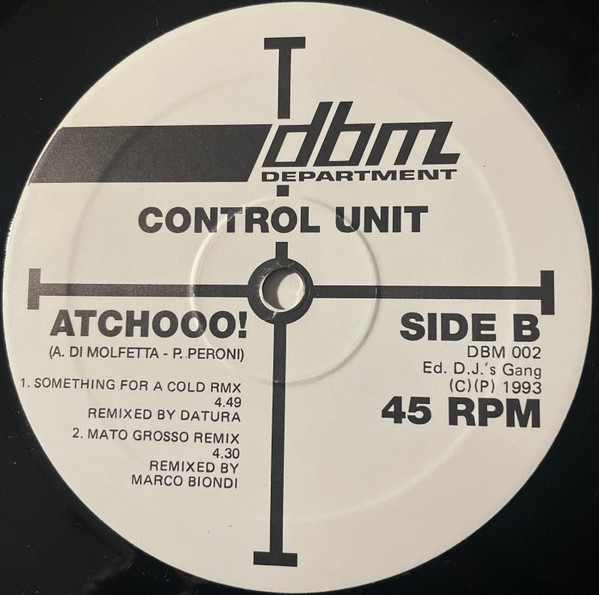 dbm
DEPARTMENT
CONTROL UNIT
ATCHOOO!
(A. DI MOLFETTA - P. PERONI)
1. SOMETHING FOR A COLD RMX
4.49
REMIXED BY DATURA
2. MATO GROSSO REMIX
4.30
REMIXED BY
MARCO BIONDI
SIDE B
DBM 002
Ed. D.J.'s Gang
(C)(P) 1993
45 RPM